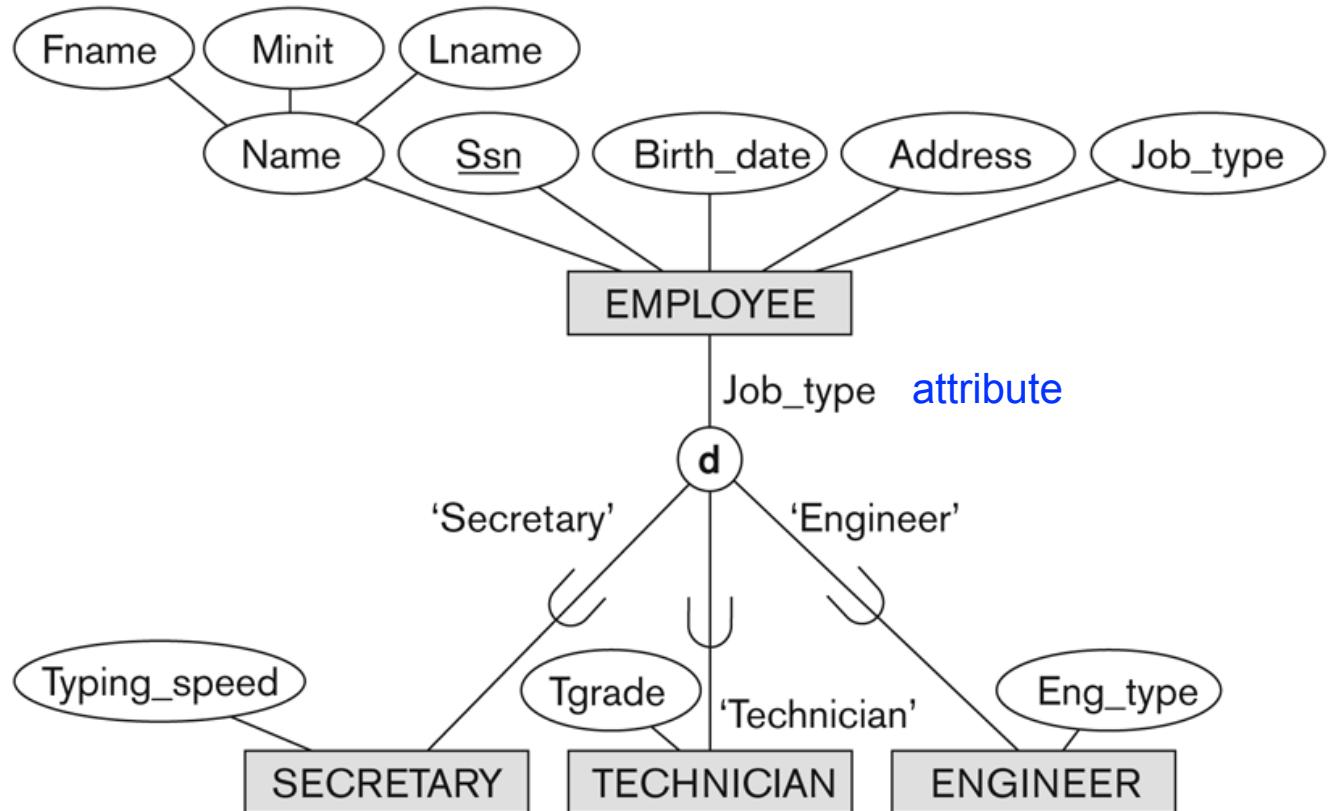 Fname
Minit
Lname
Name
Ssn
Birth_date
Address
Job_type
EMPLOYEE
Job_type attribute
d
‘Secretary’
‘Engineer’
Typing_speed
Tgrade
‘Technician’
Eng_type
SECRETARY
TECHNICIAN
ENGINEER